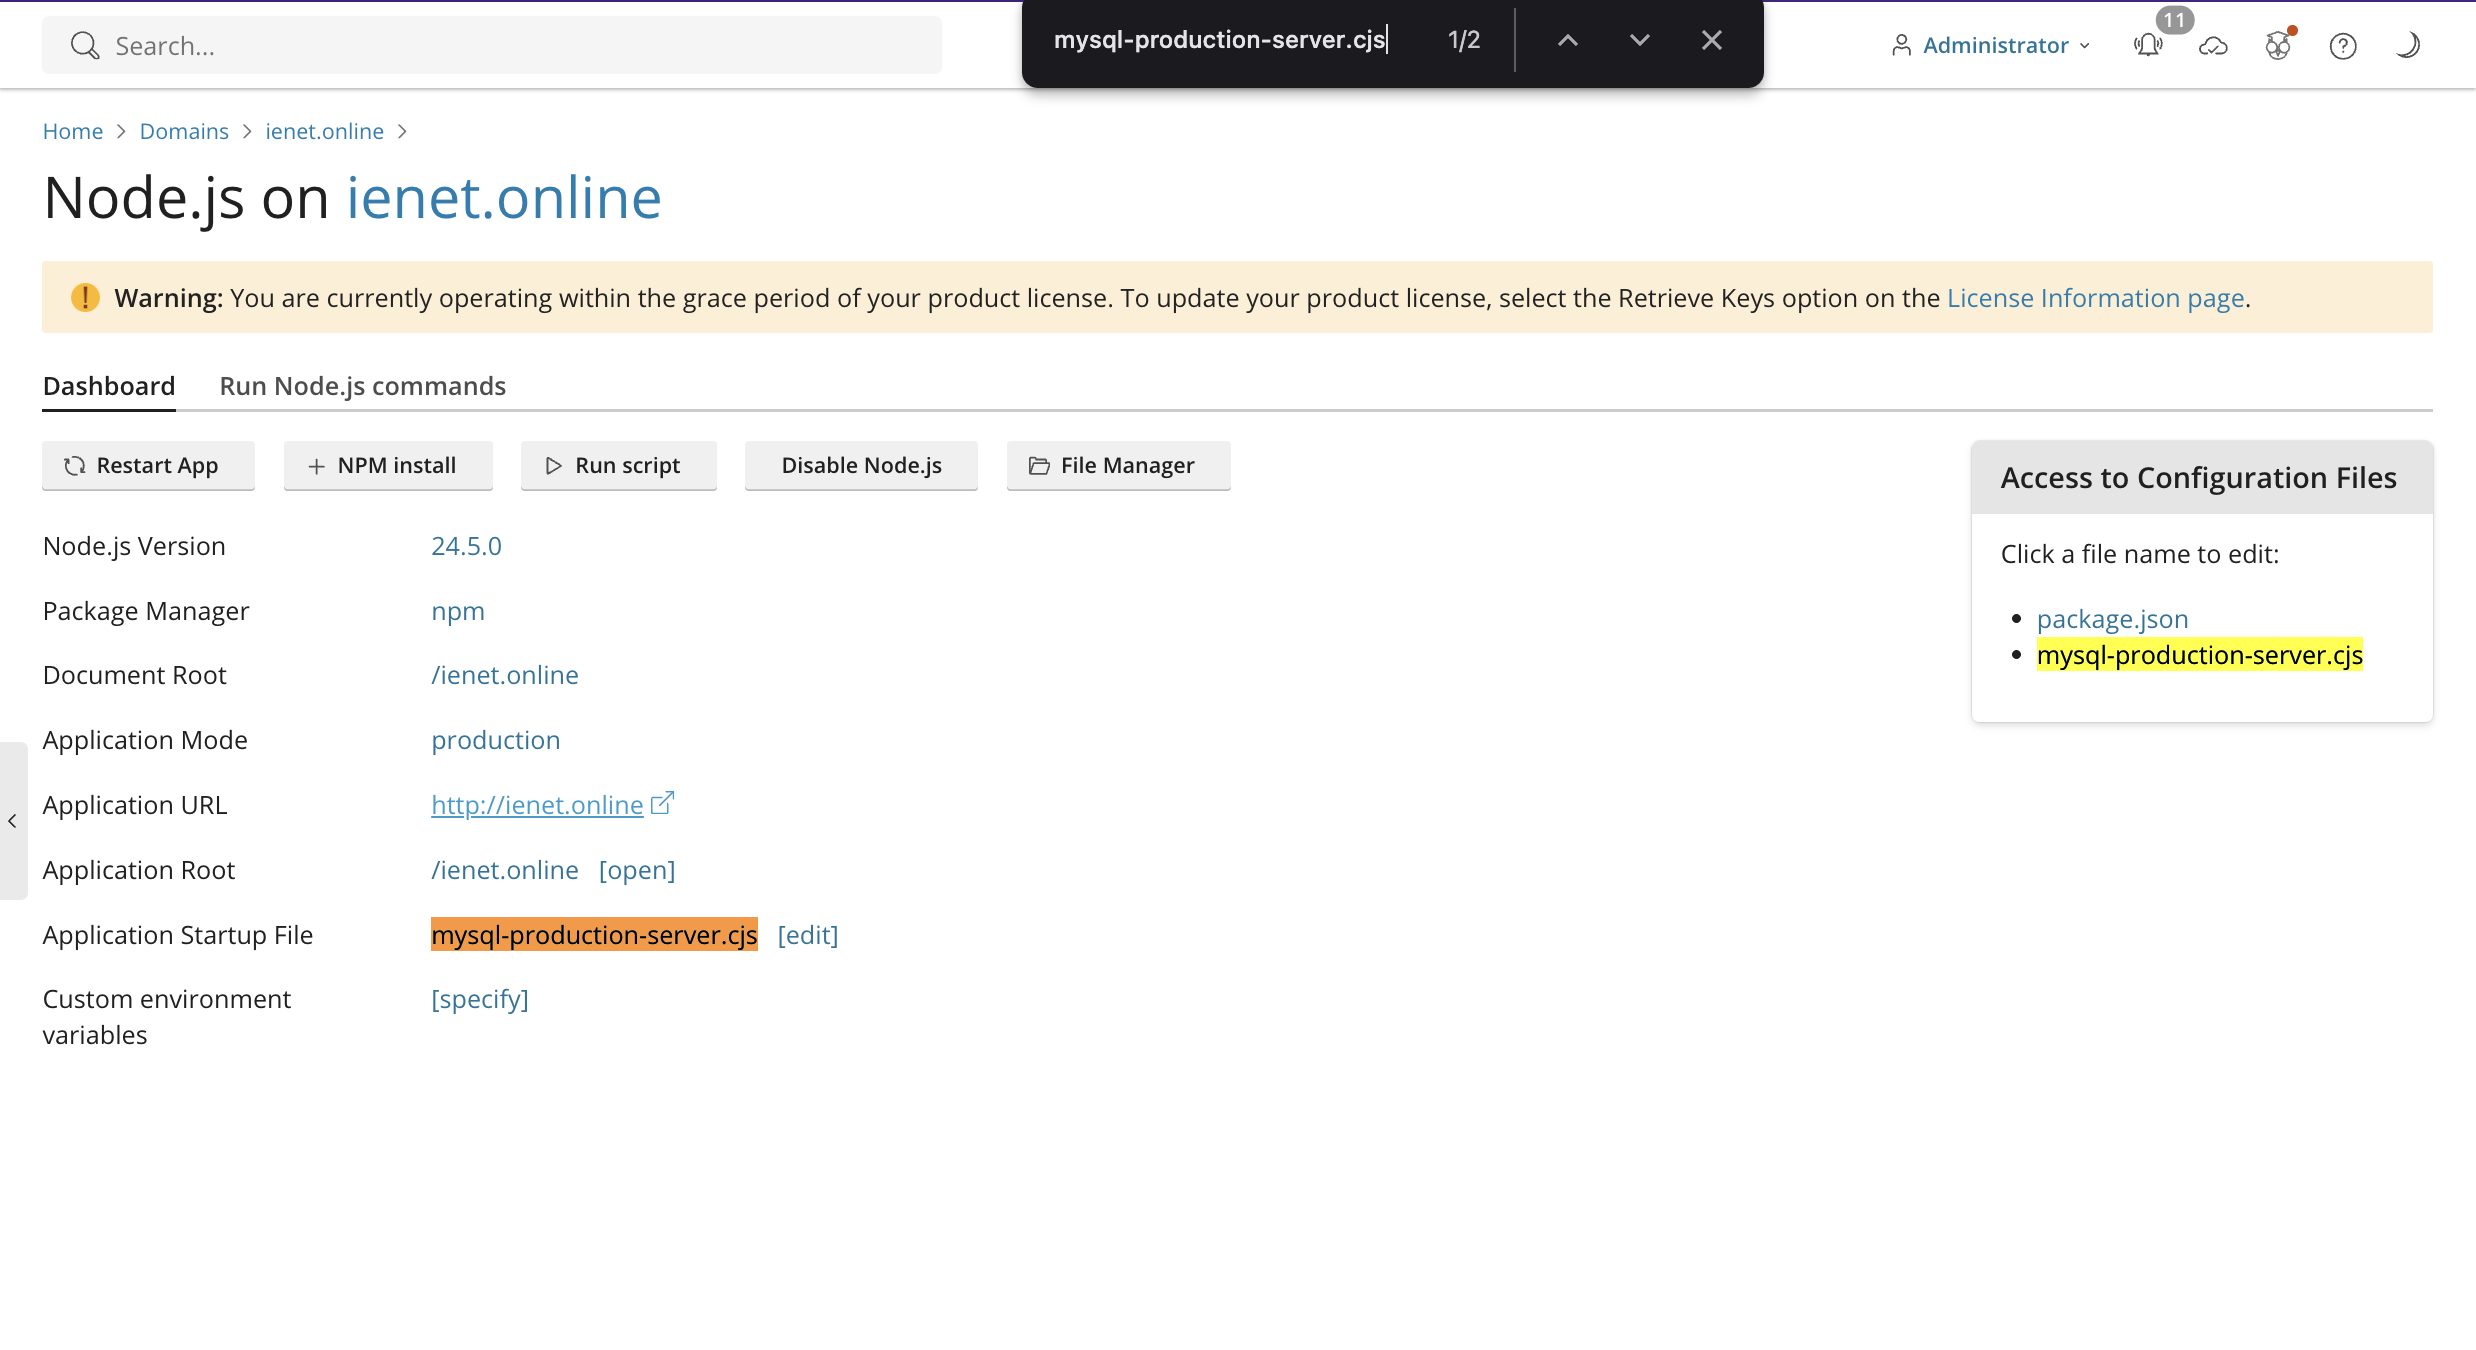 Search...
mysql-production-server.cjs 1/2
Administrator
11
Home > Domains > ienet.online >
Node.js on ienet.online
Warning: You are currently operating within the grace period of your product license. To update your product license, select the Retrieve Keys option on the License Information page.
Dashboard Run Node.js commands
Restart App NPM install Run script Disable Node.js File Manager
Node.js Version 24.5.0
Package Manager npm
Document Root /ienet.online
Application Mode production
Application URL http://ienet.online
Application Root /ienet.online [open]
Application Startup File mysql-production-server.cjs [edit]
Custom environment variables [specify]
Access to Configuration Files
Click a file name to edit:
package.json
mysql-production-server.cjs